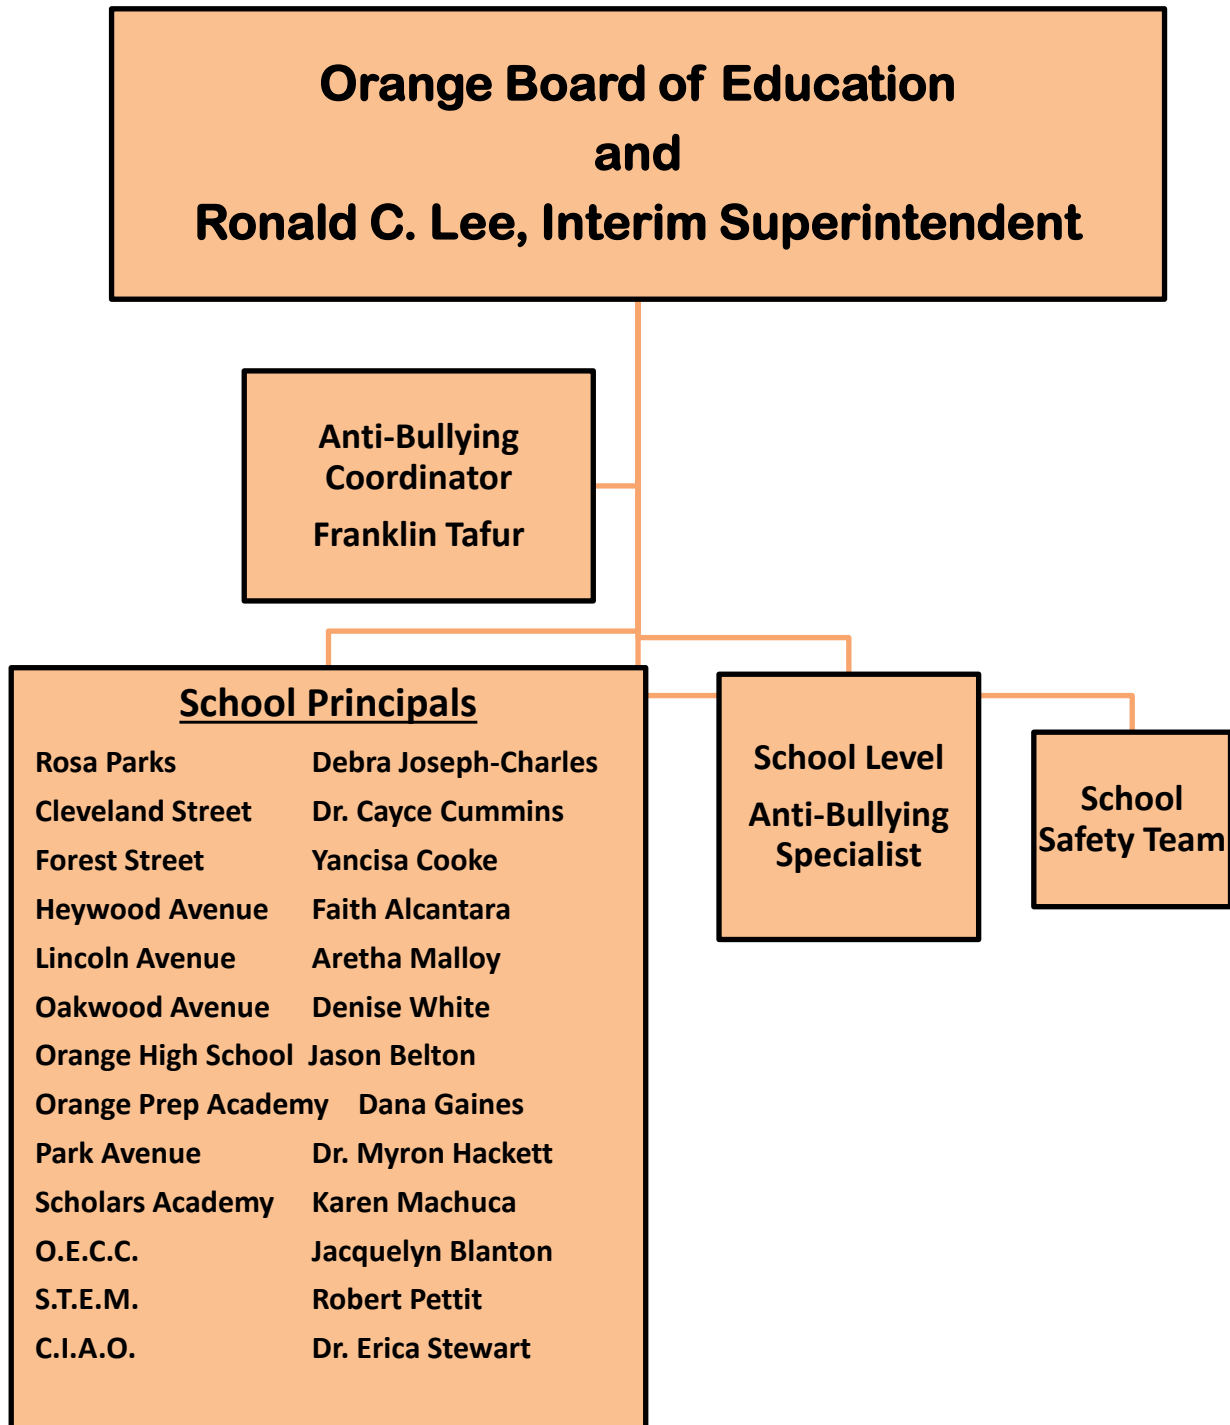 Orange Board of Education
and
Ronald C. Lee, Interim Superintendent
Anti-Bullying
Coordinator
Franklin Tafur
School Principals
Rosa Parks Debra Joseph-Charles
Cleveland Street Dr. Cayce Cummins
Forest Street Yancisa Cooke
Heywood Avenue Faith Alcantara
Lincoln Avenue Aretha Malloy
Oakwood Avenue Denise White
Orange High School Jason Belton
Orange Prep Academy Dana Gaines
Park Avenue Dr. Myron Hackett
Scholars Academy Karen Machuca
O.E.C.C. Jacquelyn Blanton
S.T.E.M. Robert Pettit
C.I.A.O. Dr. Erica Stewart
School Level
Anti-Bullying
Specialist
School
Safety Team